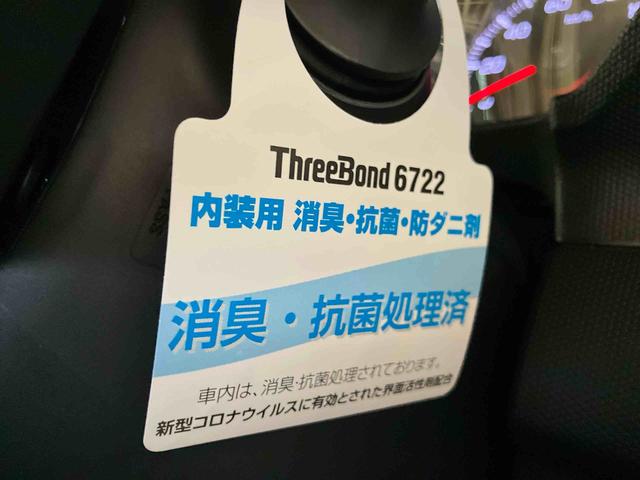 ThreeBond 6722
内装用 消臭・抗菌・防ダニ剤
消臭・抗菌処理済
車内は、消臭・抗菌処理されております。
新型コロナウイルスに有効とされた界面活性剤配合